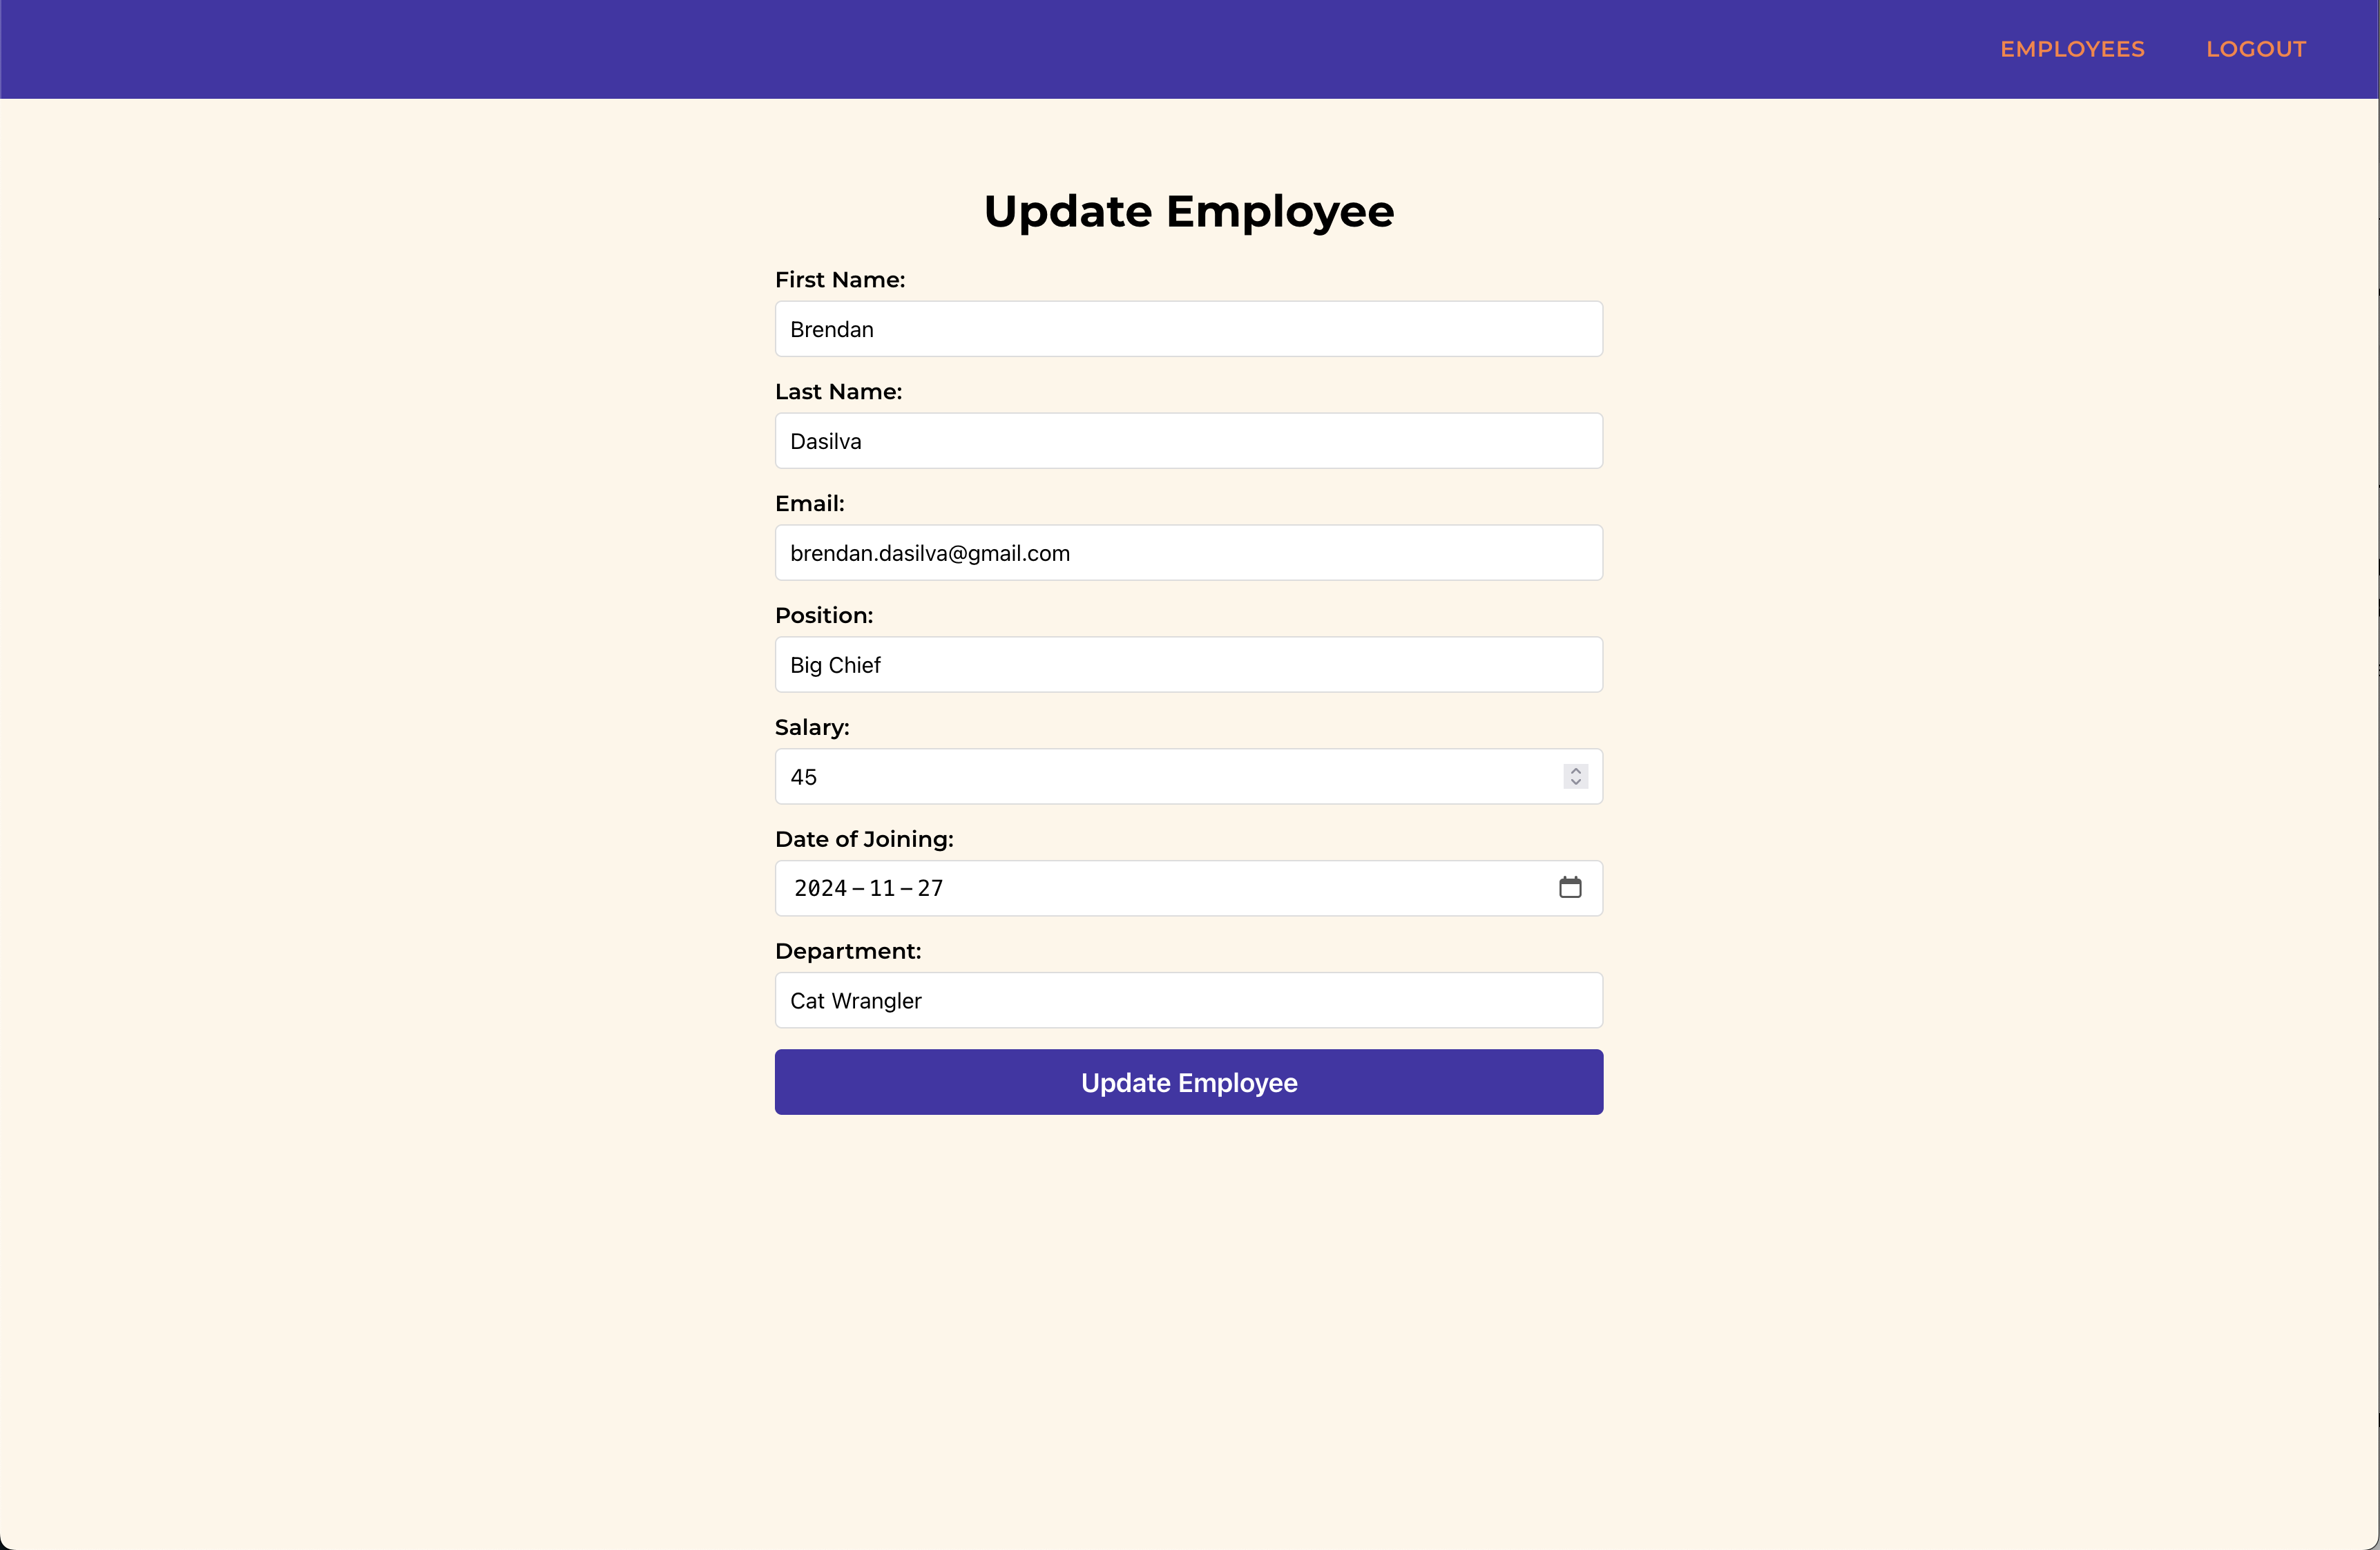 EMPLOYEES LOGOUT
Update Employee
First Name:
Brendan
Last Name:
Dasilva
Email:
brendan.dasilva@gmail.com
Position:
Big Chief
Salary:
45
Date of Joining:
2024-11-27
Department:
Cat Wrangler
Update Employee